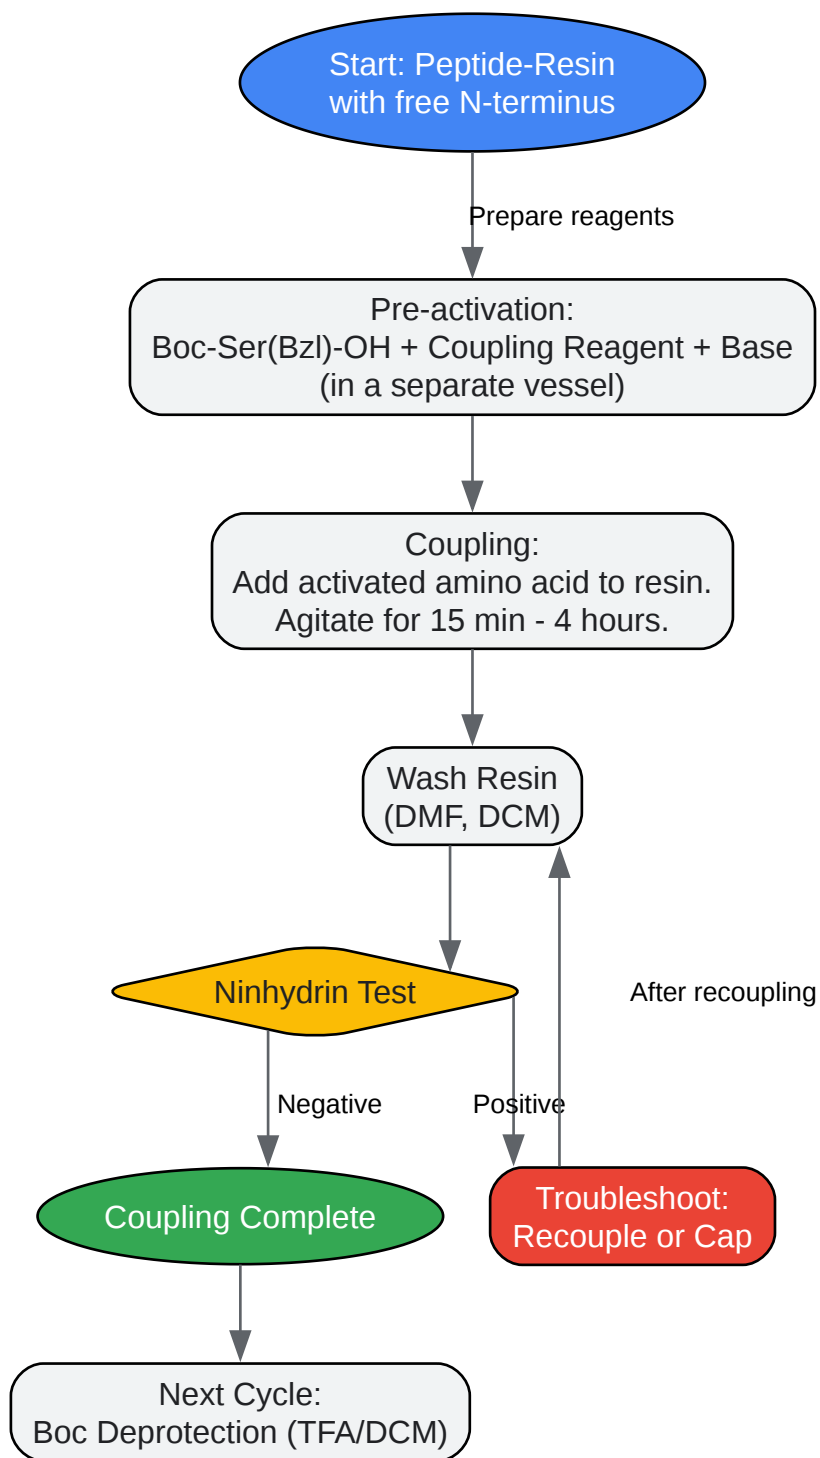 Start: Peptide-Resin
with free N-terminus
Prepare reagents
Pre-activation:
Boc-Ser(Bzl)-OH + Coupling Reagent + Base
(in a separate vessel)
Coupling:
Add activated amino acid to resin.
Agitate for 15 min - 4 hours.
Wash Resin
(DMF, DCM)
Ninhydrin Test
After recoupling
Negative
Positive
Coupling Complete
Troubleshoot:
Recouple or Cap
Next Cycle:
Boc Deprotection (TFA/DCM)